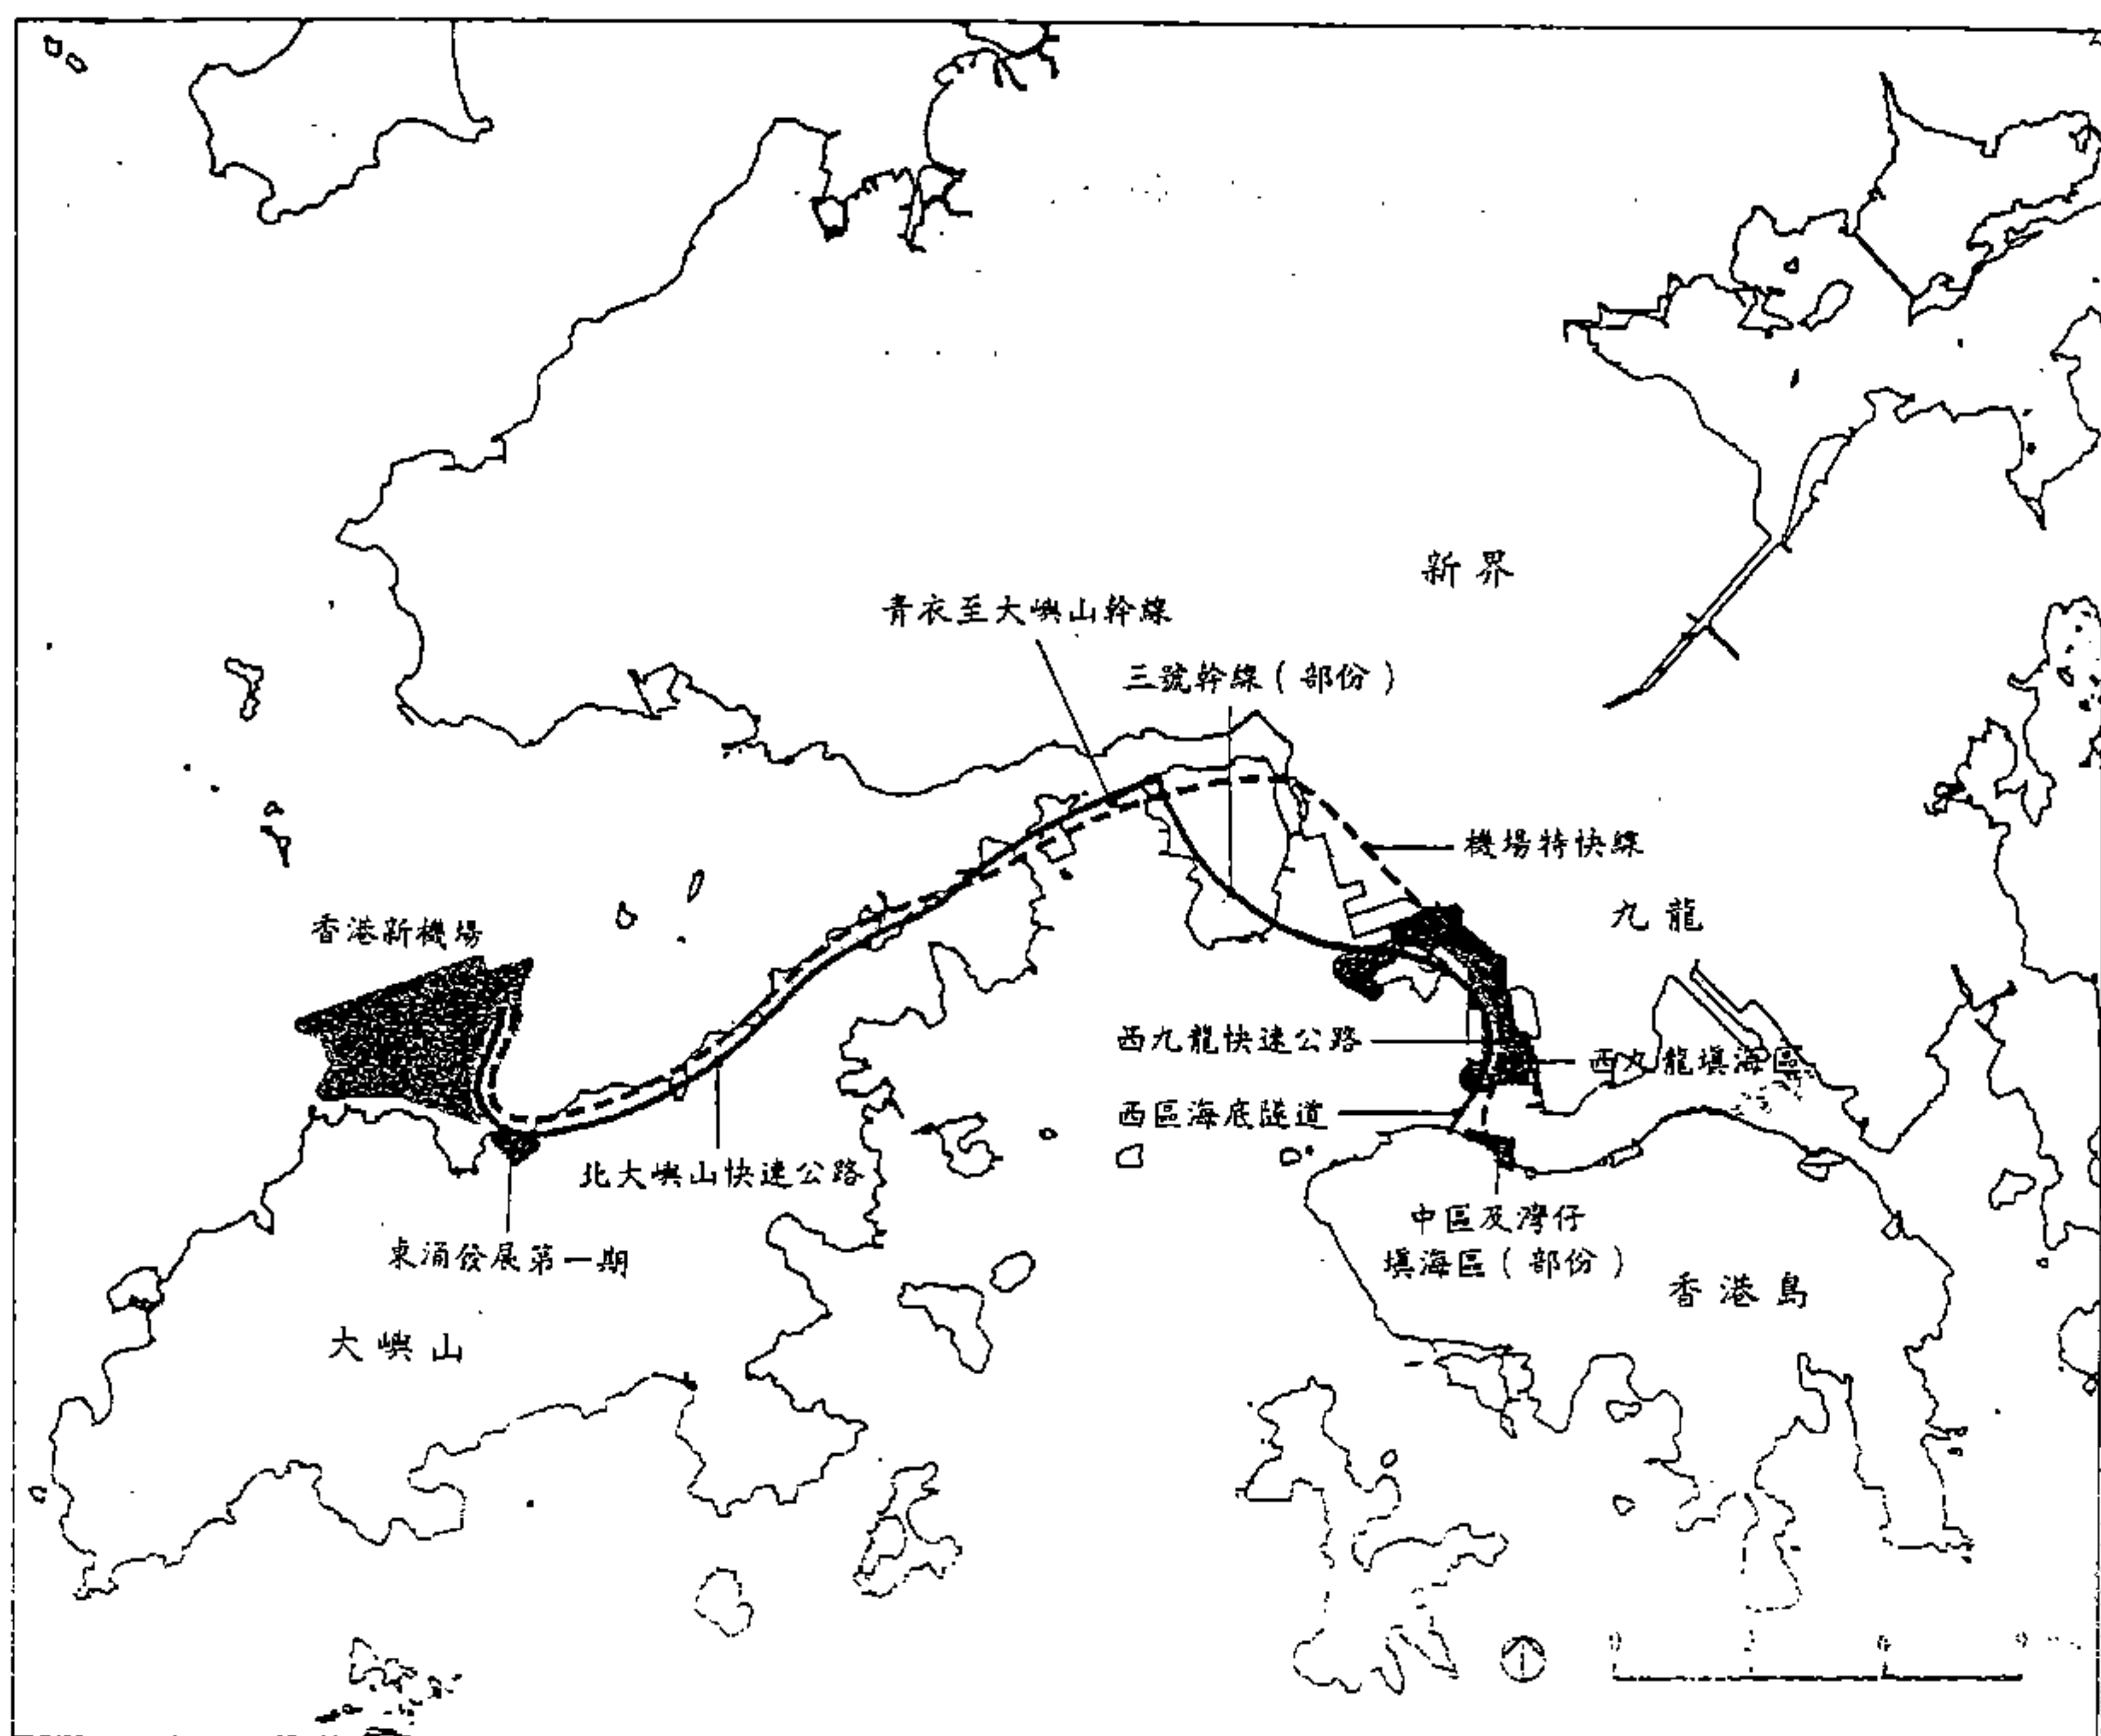 新界
青衣至大嶼山幹線
三號幹線（部份）
機場特快綫
九龍
香港新機場
西九龍快速公路
西九龍填海區
西區海底隧道
北大嶼山快速公路
中區及灣仔
填海區（部份）
東涌發展第一期
香港島
大嶼山
0